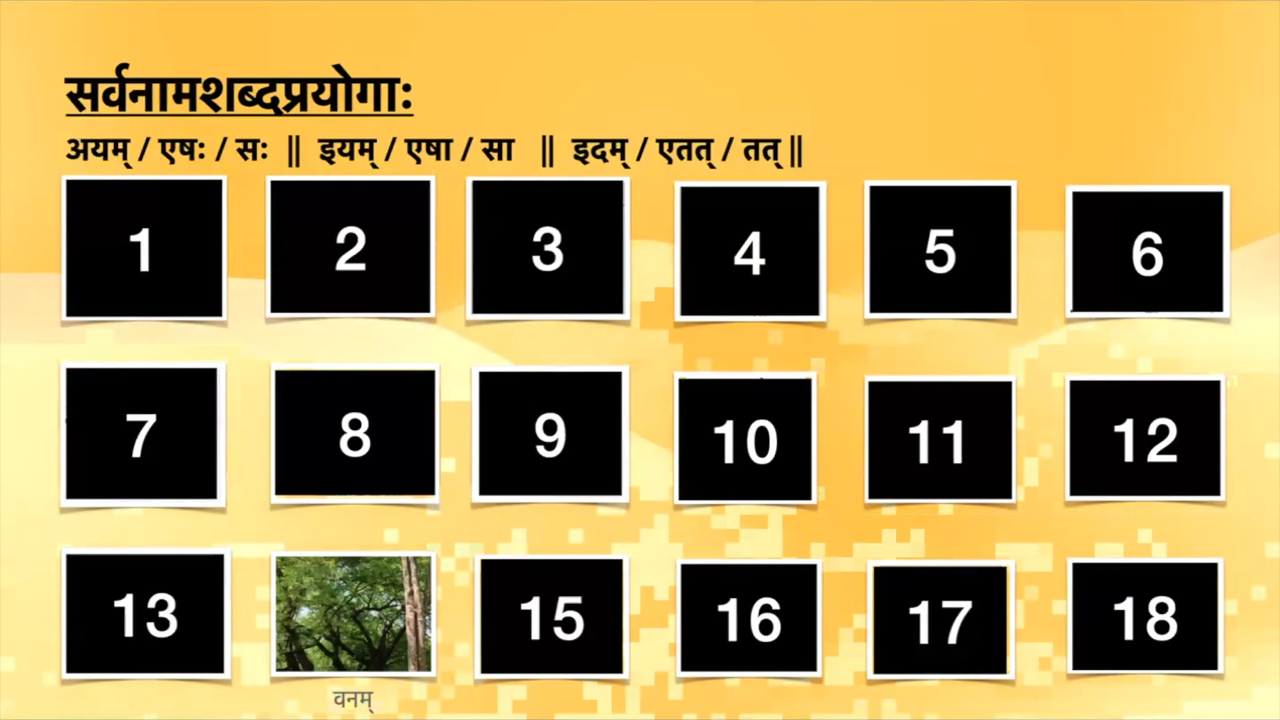 सर्वनामशब्दप्रयोगाः
अयम् / एषः / सः || इयम् / एषा / सा || इदम् / एतत् / तत् ||
1 2 3 4 5 6
7 8 9 10 11 12
13 15 16 17 18
वनम्